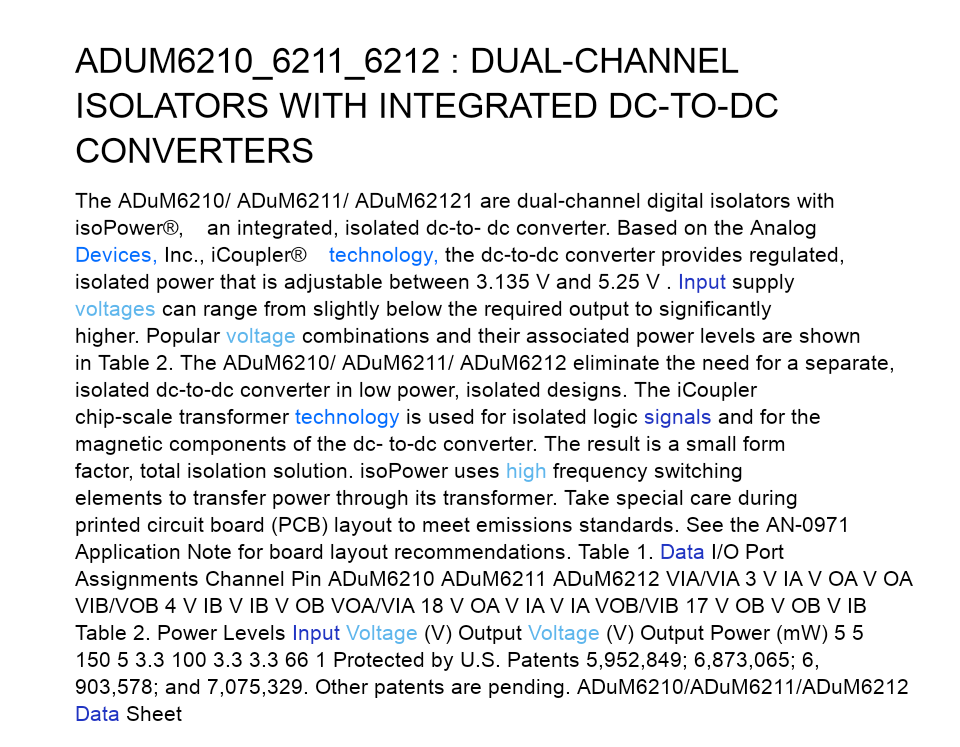 ADUM6210_6211_6212 : DUAL-CHANNEL
ISOLATORS WITH INTEGRATED DC-TO-DC
CONVERTERS
The ADuM6210/ ADuM6211/ ADuM62121 are dual-channel digital isolators with
isoPower®, an integrated, isolated dc-to- dc converter. Based on the Analog
Devices, Inc., iCoupler® technology, the dc-to-dc converter provides regulated,
isolated power that is adjustable between 3.135 V and 5.25 V . Input supply
voltages can range from slightly below the required output to significantly
higher. Popular voltage combinations and their associated power levels are shown
in Table 2. The ADuM6210/ ADuM6211/ ADuM6212 eliminate the need for a separate,
isolated dc-to-dc converter in low power, isolated designs. The iCoupler
chip-scale transformer technology is used for isolated logic signals and for the
magnetic components of the dc- to-dc converter. The result is a small form
factor, total isolation solution. isoPower uses high frequency switching
elements to transfer power through its transformer. Take special care during
printed circuit board (PCB) layout to meet emissions standards. See the AN-0971
Application Note for board layout recommendations. Table 1. Data I/O Port
Assignments Channel Pin ADuM6210 ADuM6211 ADuM6212 VIA/VIA 3 V IA V OA V OA
VIB/VOB 4 V IB V IB V OB VOA/VIA 18 V OA V IA V IA VOB/VIB 17 V OB V OB V IB
Table 2. Power Levels Input Voltage (V) Output Voltage (V) Output Power (mW) 5 5
150 5 3.3 100 3.3 3.3 66 1 Protected by U.S. Patents 5,952,849; 6,873,065; 6,
903,578; and 7,075,329. Other patents are pending. ADuM6210/ADuM6211/ADuM6212
Data Sheet